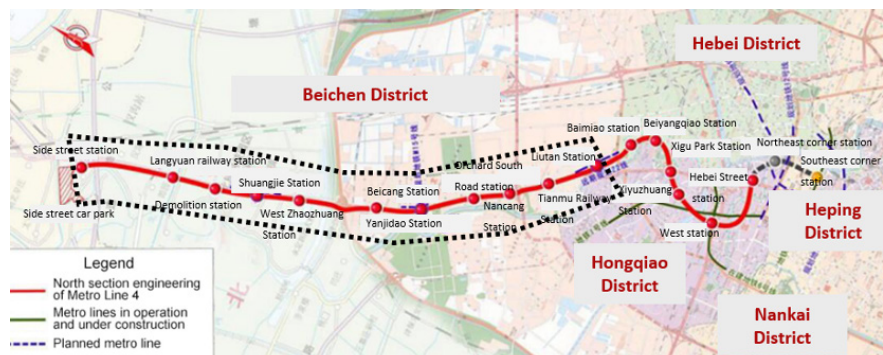 Hebei District
Beichen District
Baimiao station
Beiyangqiao Station
Xigu Park Station
Northeast corner station
Side street station
Langyuan railway station
Orchard South
Liutan Station
Southeast corner
station
Shuangjie Station
Beicang Station
Road station
Hebei Street
station
Xiyuzhuang
Station
Tianmu Railway
Station
Nancang
Station
Demolition station
Side street car park
West Zhaozhuang
Station
Yanjidao Station
West station
Heping
District
Hongqiao
District
Nankai
District
Legend
North section engineering
of Metro Line 4
Metro lines in operation
and under construction
Planned metro line
北